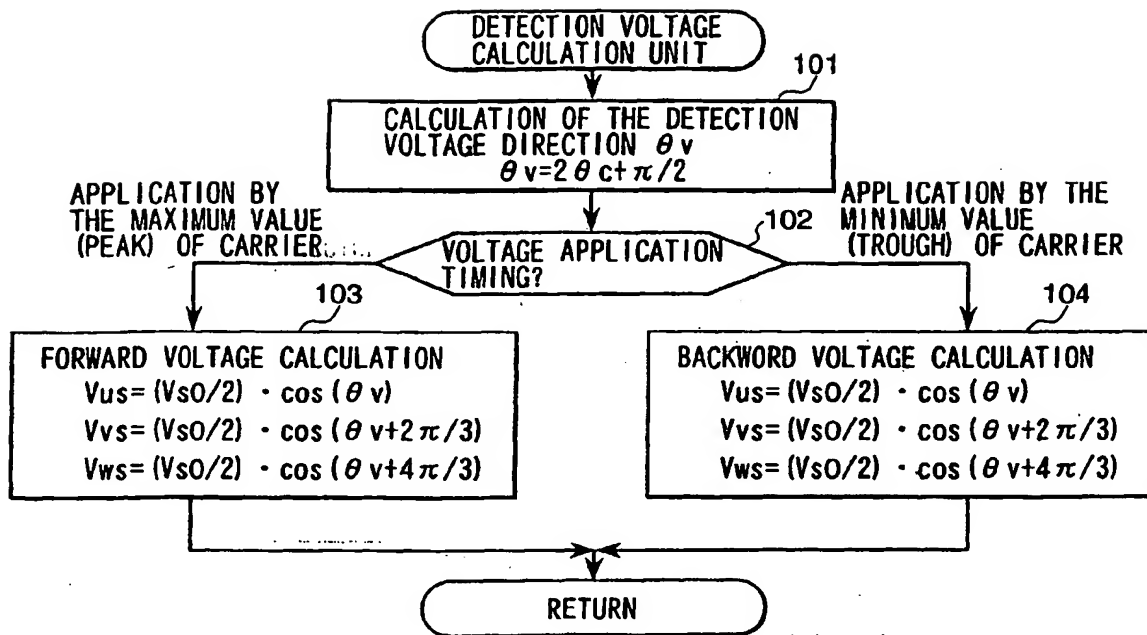 DETECTION VOLTAGE
CALCULATION UNIT
101
CALCULATION OF THE DETECTION
VOLTAGE DIRECTION θv
θv=2θc+π/2
APPLICATION BY
THE MAXIMUM VALUE
(PEAK) OF CARRIER
APPLICATION BY THE
MINIMUM VALUE
(TROUGH) OF CARRIER
102
VOLTAGE APPLICATION
TIMING?
103
FORWARD VOLTAGE CALCULATION
Vus=(Vs0/2)・cos(θv)
Vvs=(Vs0/2)・cos(θv+2π/3)
Vws=(Vs0/2)・cos(θv+4π/3)
104
BACKWORD VOLTAGE CALCULATION
Vus=(Vs0/2)・cos(θv)
Vvs=(Vs0/2)・cos(θv+2π/3)
Vws=(Vs0/2)・cos(θv+4π/3)
RETURN